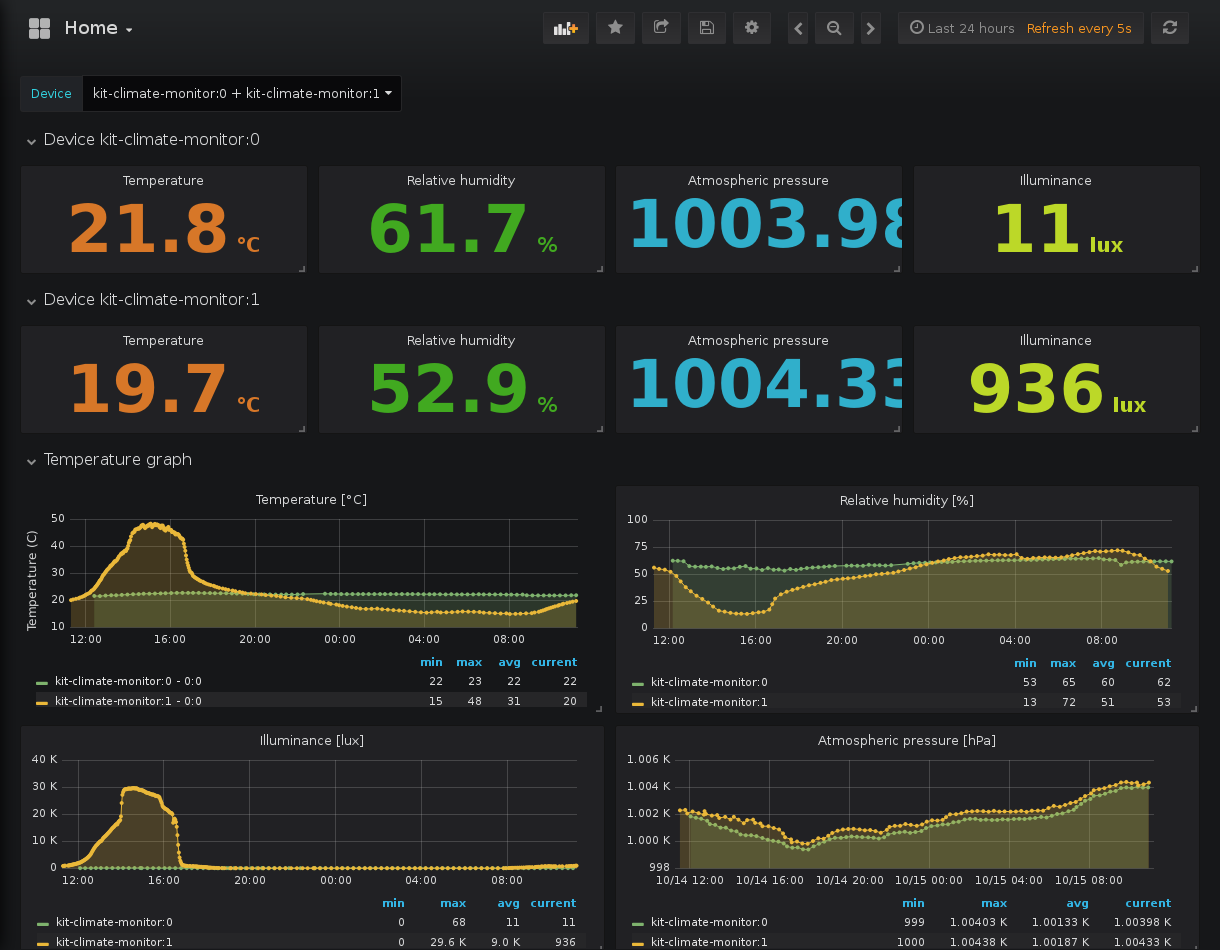 Home
Last 24 hours Refresh every 5s
Device kit-climate-monitor:0 + kit-climate-monitor:1
Device kit-climate-monitor:0
Temperature Relative humidity Atmospheric pressure Illuminance
21.8 °C 61.7 % 1003.98 11 lux
Device kit-climate-monitor:1
Temperature Relative humidity Atmospheric pressure Illuminance
19.7 °C 52.9 % 1004.33 936 lux
Temperature graph
Temperature [°C]
Temperature (C)
50
40
30
20
10
12:00 16:00 20:00 00:00 04:00 08:00
min max avg current
kit-climate-monitor:0 - 0:0 22 23 22 22
kit-climate-monitor:1 - 0:0 15 48 31 20
Relative humidity [%]
100
75
50
25
0
12:00 16:00 20:00 00:00 04:00 08:00
min max avg current
kit-climate-monitor:0 53 65 60 62
kit-climate-monitor:1 13 72 51 53
Illuminance [lux]
40 K
30 K
20 K
10 K
0
12:00 16:00 20:00 00:00 04:00 08:00
min max avg current
kit-climate-monitor:0 0 68 11 11
kit-climate-monitor:1 0 29.6 K 9.0 K 936
Atmospheric pressure [hPa]
1.006 K
1.004 K
1.002 K
1.000 K
998
10/14 12:00 10/14 16:00 10/14 20:00 10/15 00:00 10/15 04:00 10/15 08:00
min max avg current
kit-climate-monitor:0 999 1.00403 K 1.00133 K 1.00398 K
kit-climate-monitor:1 1000 1.00438 K 1.00187 K 1.00433 K